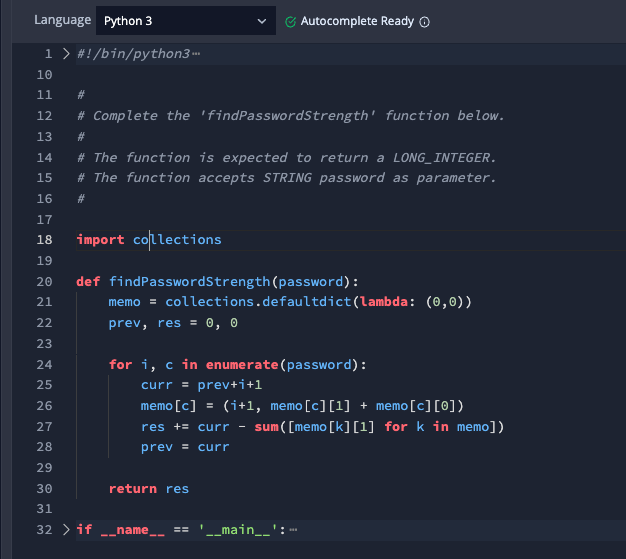 Language Python 3 Autocomplete Ready
1 #!/bin/python3
10
11 #
12 # Complete the 'findPasswordStrength' function below.
13 #
14 # The function is expected to return a LONG_INTEGER.
15 # The function accepts STRING password as parameter.
16 #
17
18 import collections
19
20 def findPasswordStrength(password):
21     memo = collections.defaultdict(lambda: (0,0))
22     prev, res = 0, 0
23
24     for i, c in enumerate(password):
25         curr = prev+i+1
26         memo[c] = (i+1, memo[c][1] + memo[c][0])
27         res += curr - sum([memo[k][1] for k in memo])
28         prev = curr
29
30     return res
31
32 if __name__ == '__main__':